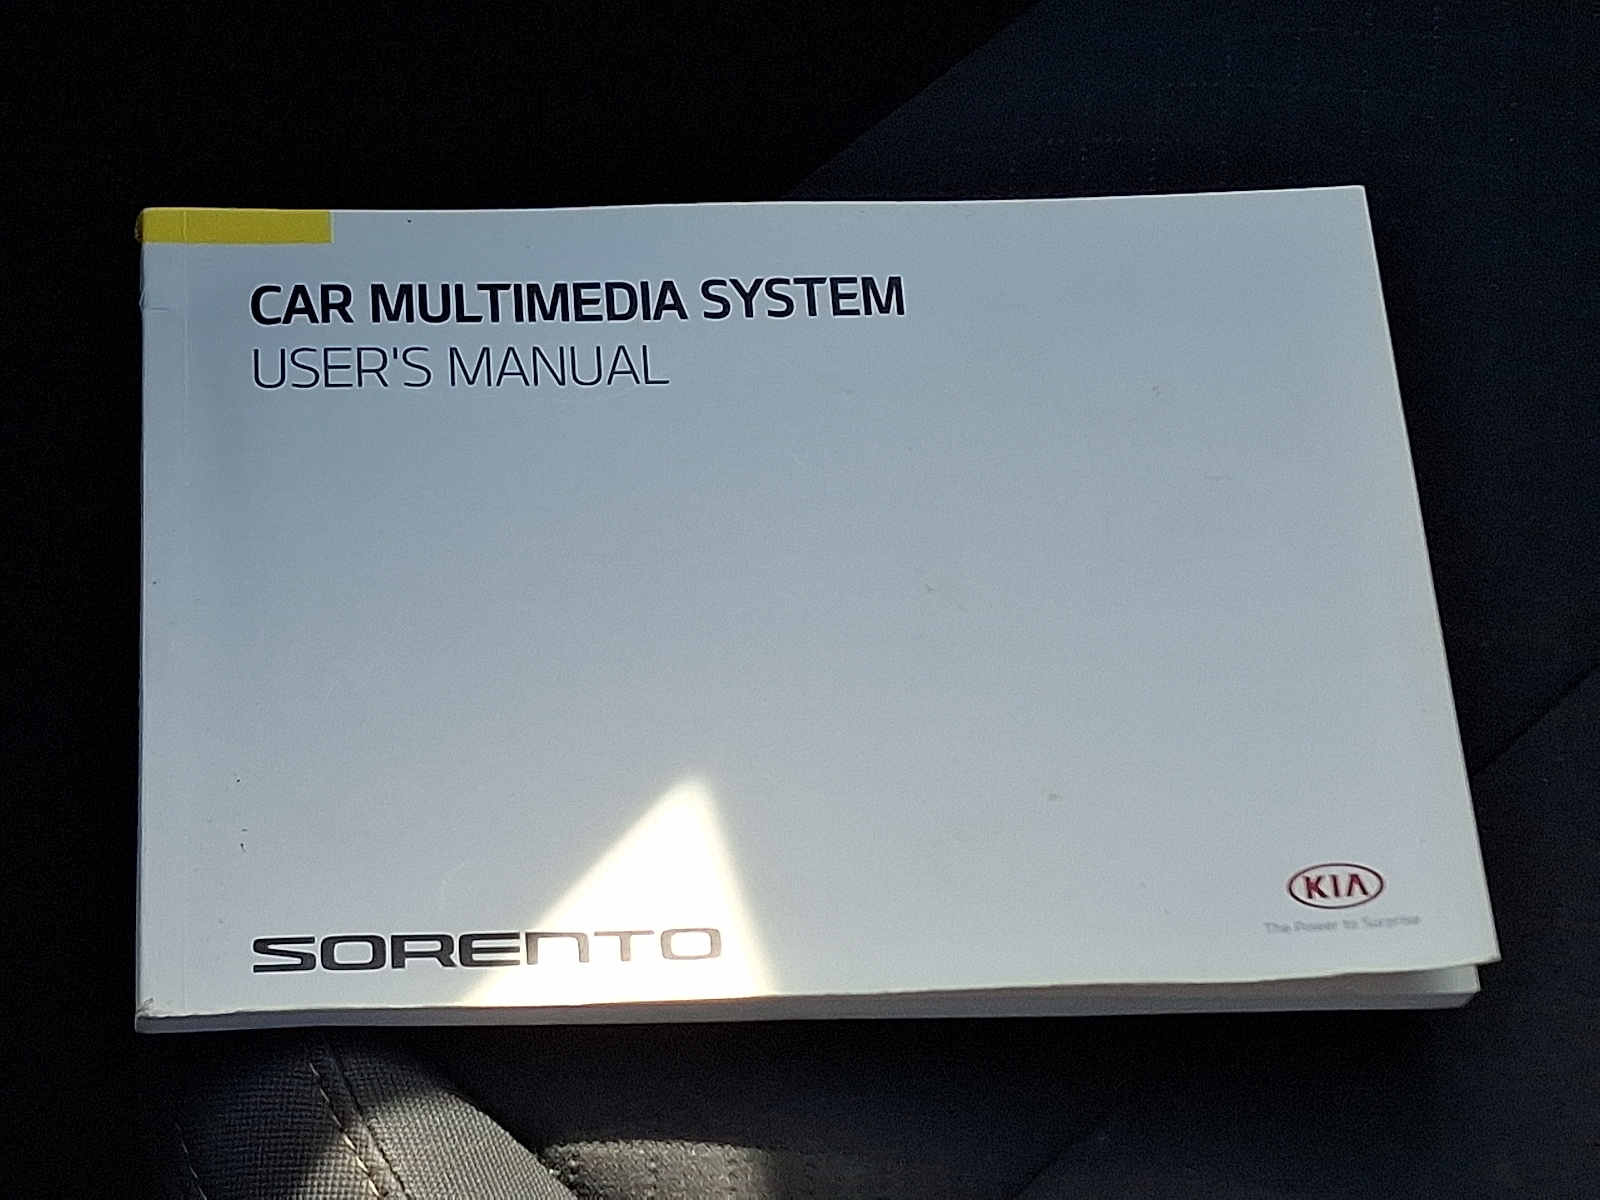 CAR MULTIMEDIA SYSTEM
USER'S MANUAL
SORENTO
KIA
The Power to Surprise